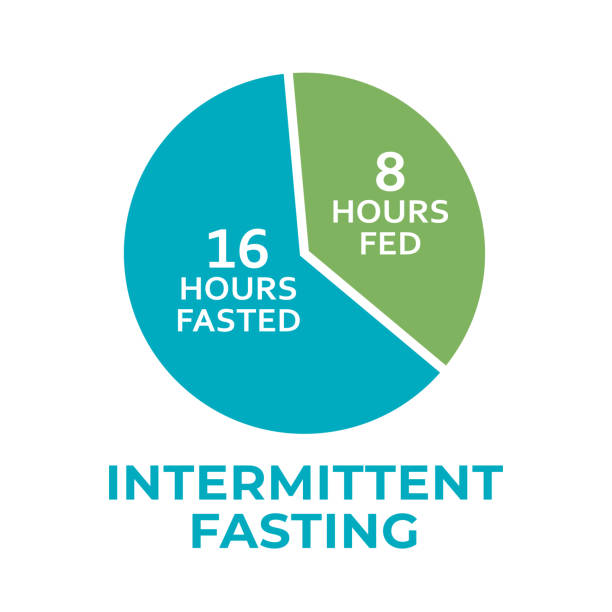 8
HOURS
FED
16
HOURS
FASTED
INTERMITTENT
FASTING